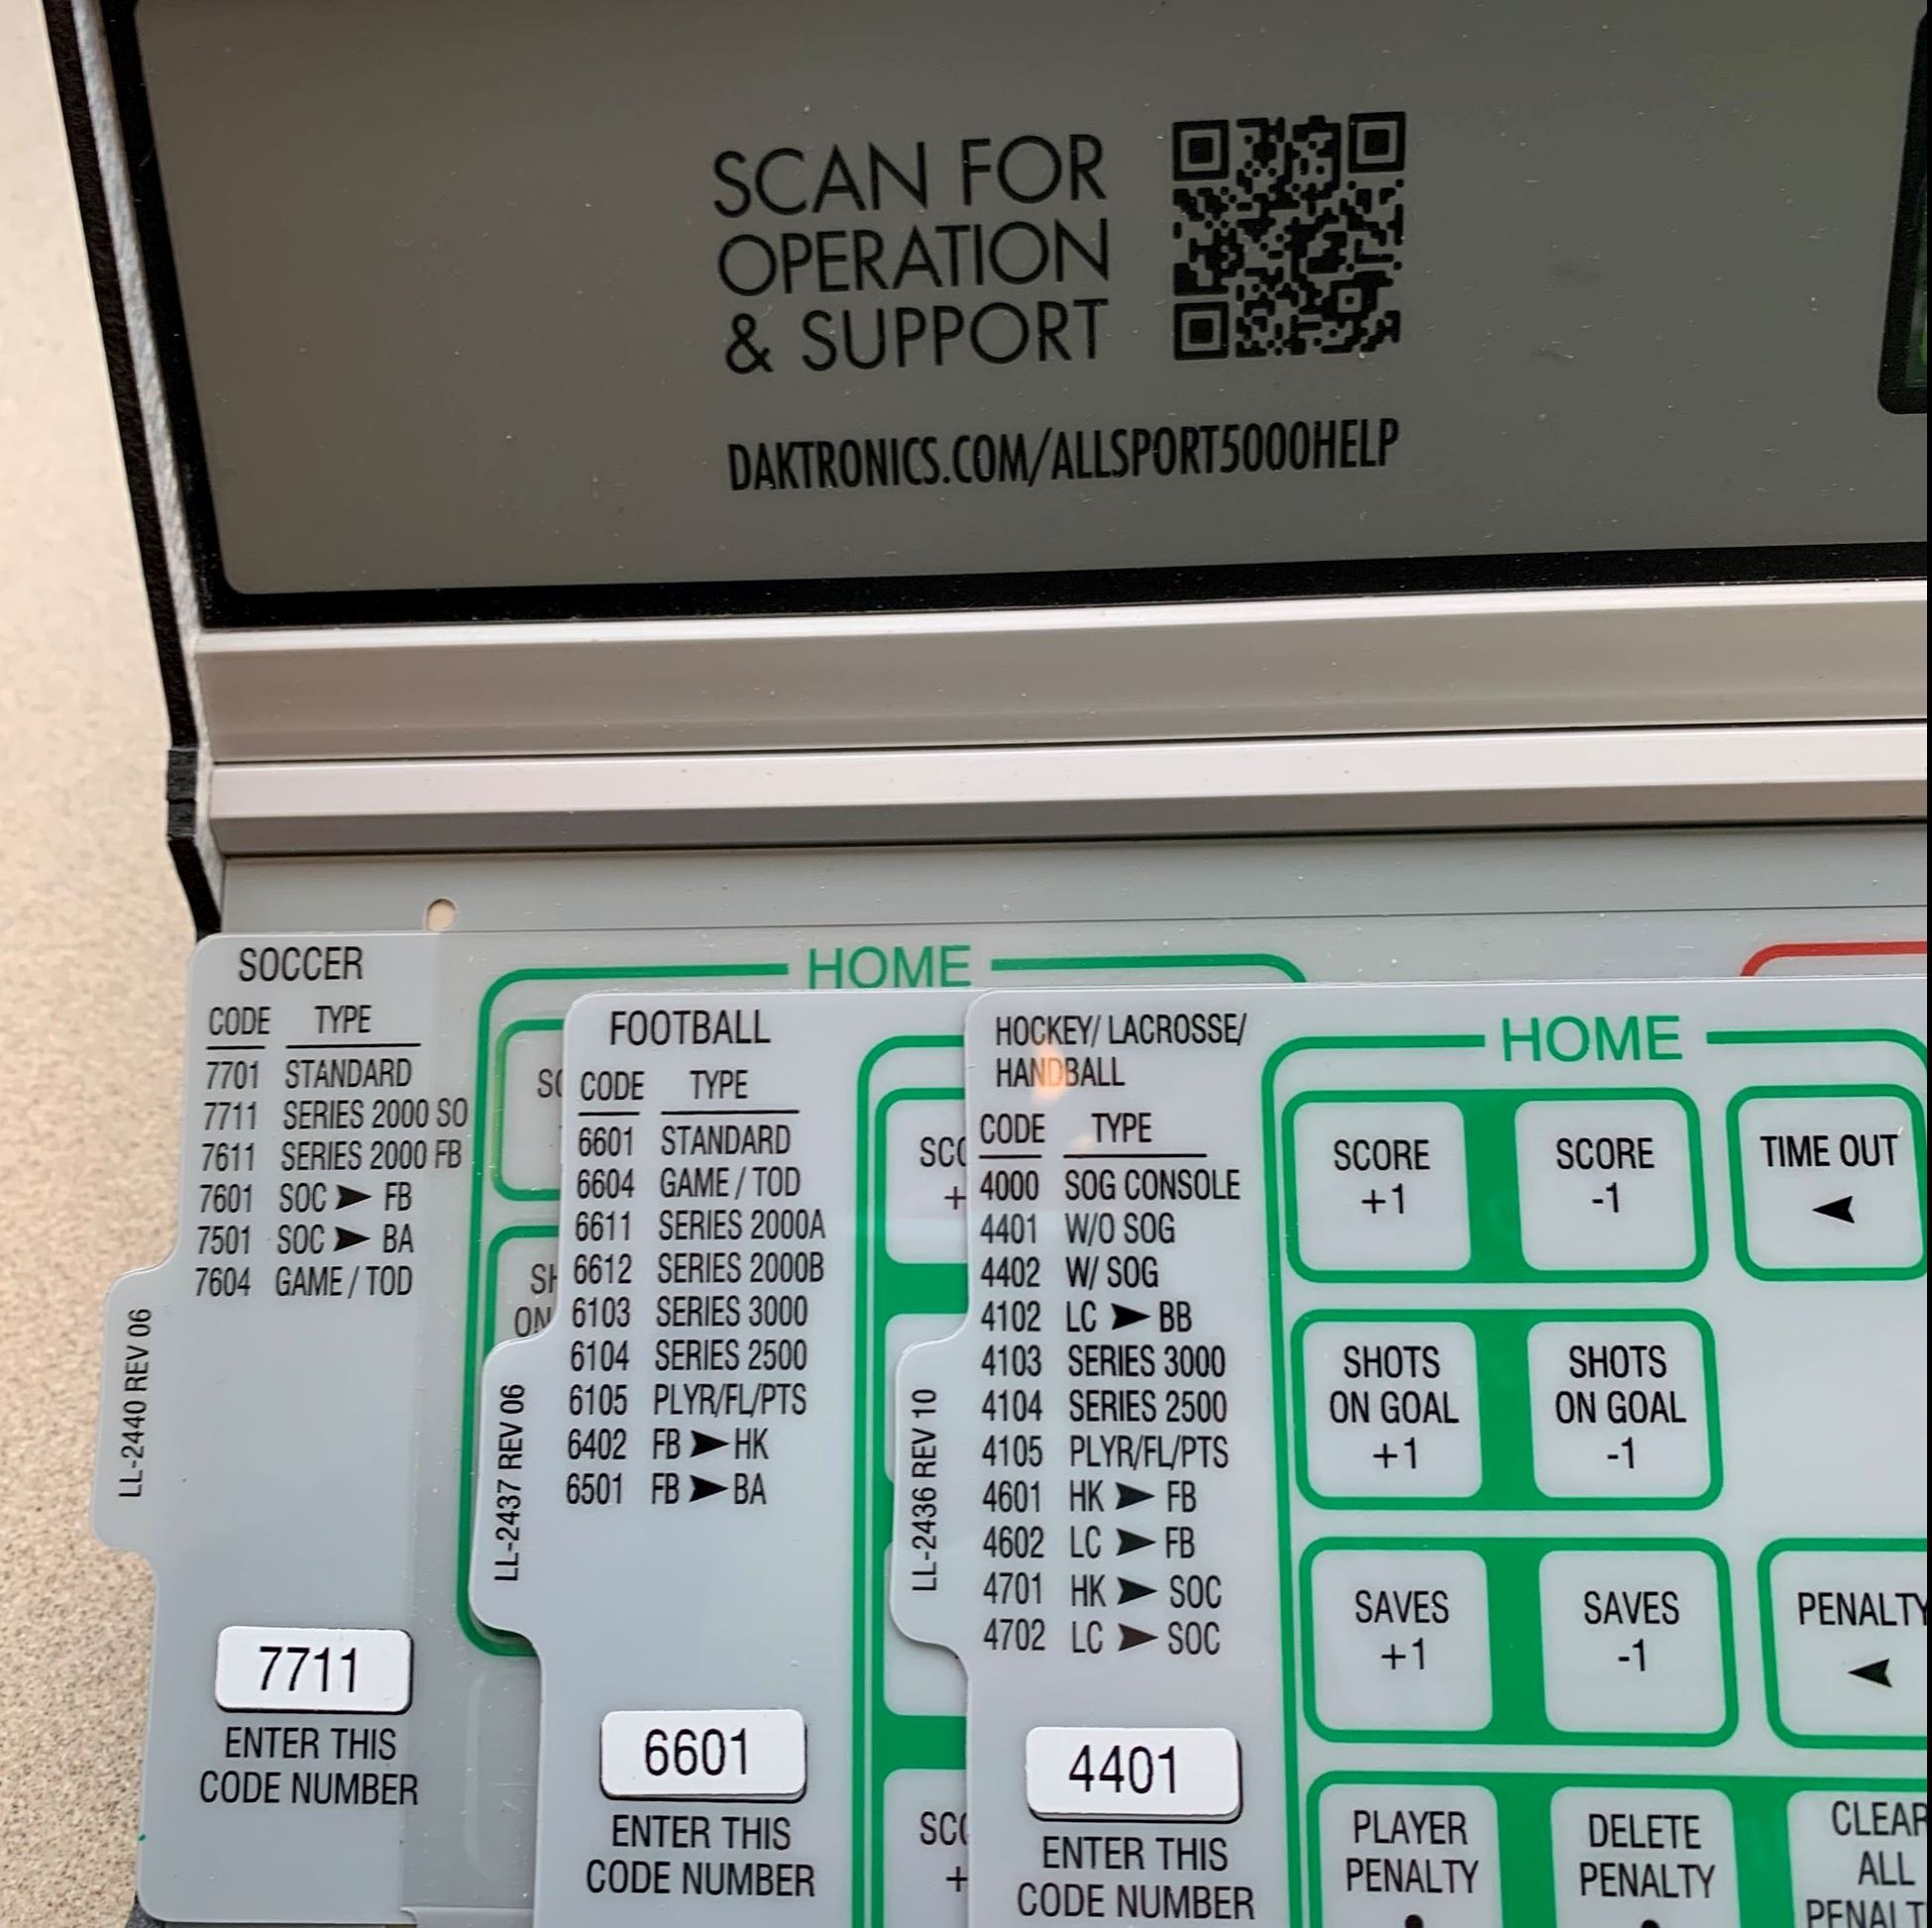 SCAN FOR
OPERATION
& SUPPORT
DAKTRONICS.COM/ALLSPORT5000HELP
SOCCER
CODE TYPE
7701 STANDARD
7711 SERIES 2000 SO
7611 SERIES 2000 FB
7601 SOC ➤ FB
7501 SOC ➤ BA
7604 GAME / TOD
LL-2440 REV 06
7711
ENTER THIS
CODE NUMBER
HOME
FOOTBALL
CODE TYPE
6601 STANDARD
6604 GAME / TOD
6611 SERIES 2000A
6612 SERIES 2000B
6103 SERIES 3000
6104 SERIES 2500
6105 PLYR/FL/PTS
6402 FB ➤ HK
6501 FB ➤ BA
LL-2437 REV 06
6601
ENTER THIS
CODE NUMBER
HOCKEY/ LACROSSE/
HANDBALL
CODE TYPE
4000 SOG CONSOLE
4401 W/O SOG
4402 W/ SOG
4102 LC ➤ BB
4103 SERIES 3000
4104 SERIES 2500
4105 PLYR/FL/PTS
4601 HK ➤ FB
4602 LC ➤ FB
4701 HK ➤ SOC
4702 LC ➤ SOC
LL-2436 REV 10
4401
ENTER THIS
CODE NUMBER
HOME
SCORE
+1
SCORE
-1
TIME OUT
◄
SHOTS
ON GOAL
+1
SHOTS
ON GOAL
-1
SAVES
+1
SAVES
-1
PENALTY
◄
PLAYER
PENALTY
DELETE
PENALTY
CLEAR
ALL